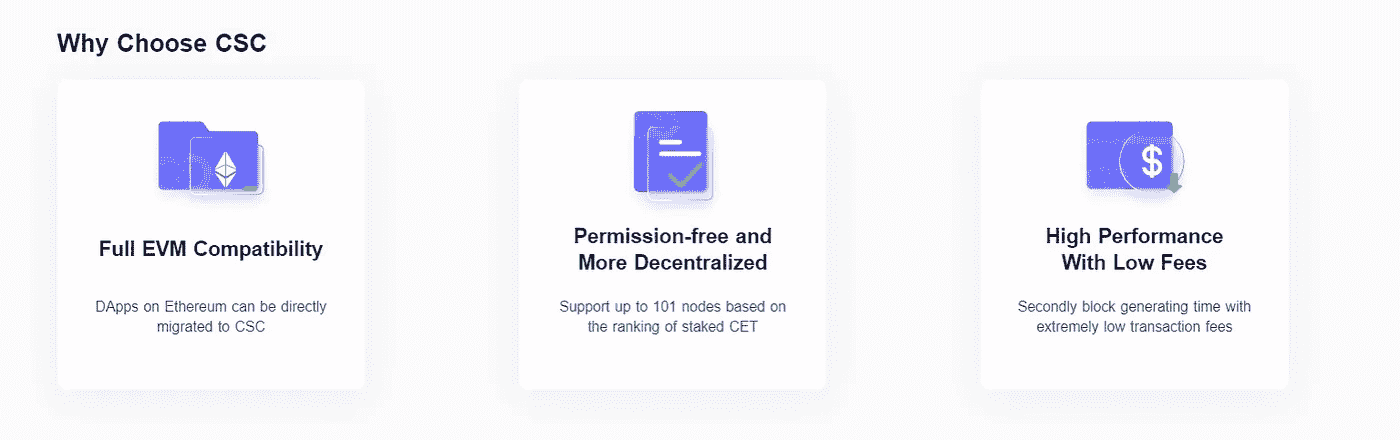 Why Choose CSC
Full EVM Compatibility
DApps on Ethereum can be directly
migrated to CSC
Permission-free and
More Decentralized
Support up to 101 nodes based on
the ranking of staked CET
$
High Performance
With Low Fees
Secondly block generating time with
extremely low transaction fees